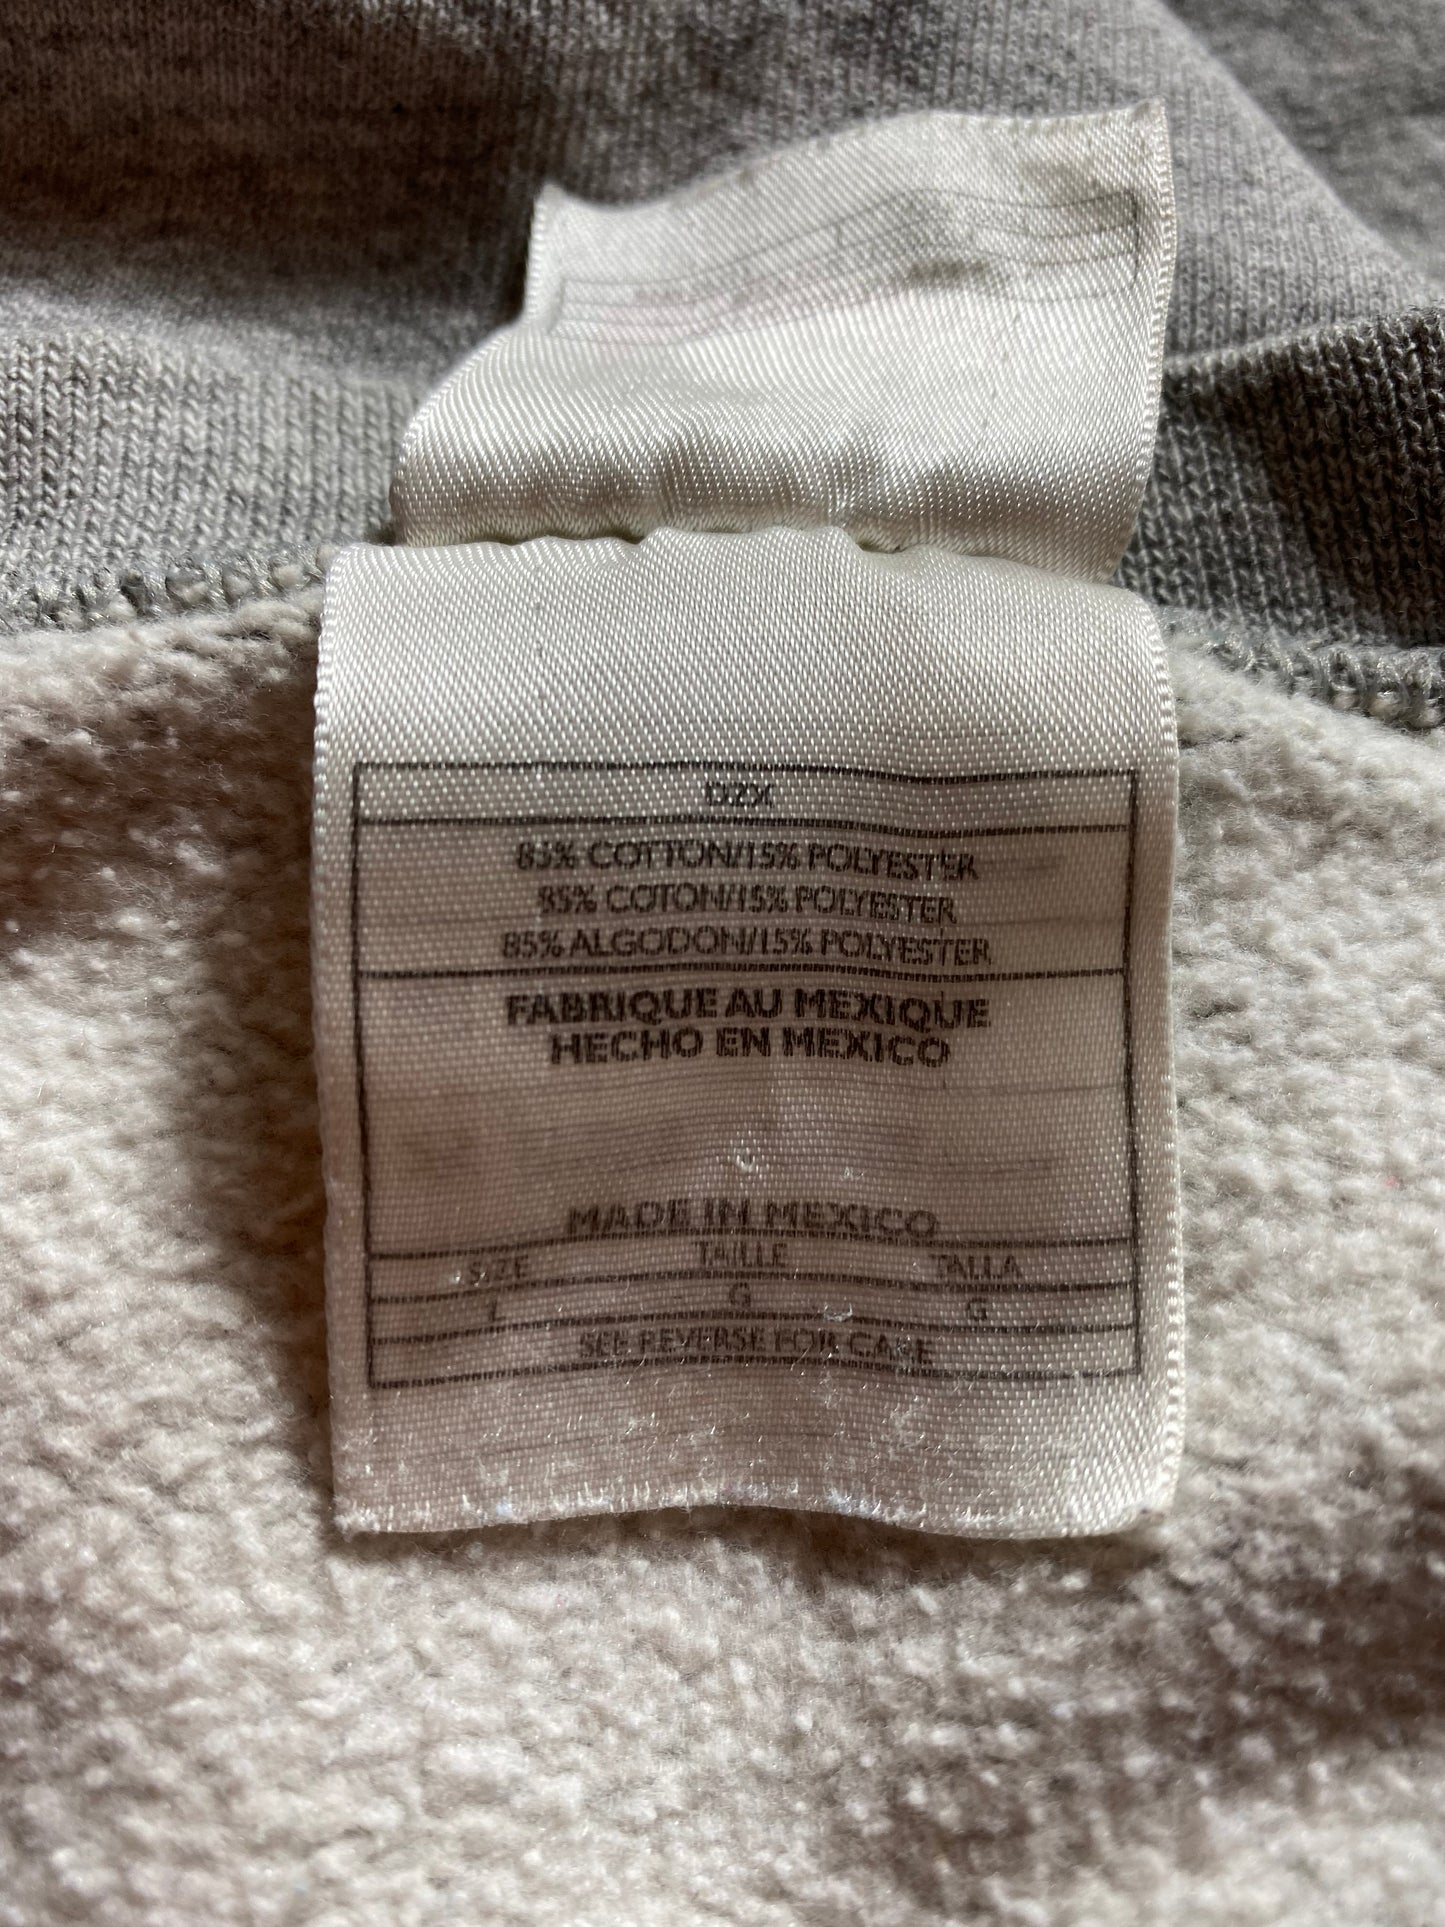 DZX
85% COTTON/15% POLYESTER
85% COTON/15% POLYESTER
85% ALGODON/15% POLYESTER
FABRIQUE AU MEXIQUE
HECHO EN MEXICO
MADE IN MEXICO
SIZE TAILLE TALLA
L G G
SEE REVERSE FOR CARE